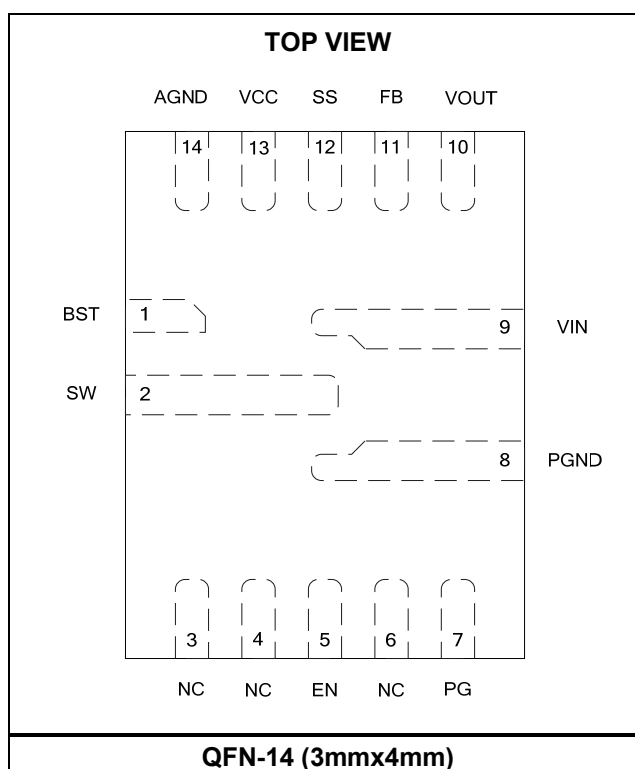 TOP VIEW
AGND VCC SS FB VOUT
14 13 12 11 10
BST 1 9 VIN
SW 2
8 PGND
3 4 5 6 7
NC NC EN NC PG
QFN-14 (3mmx4mm)